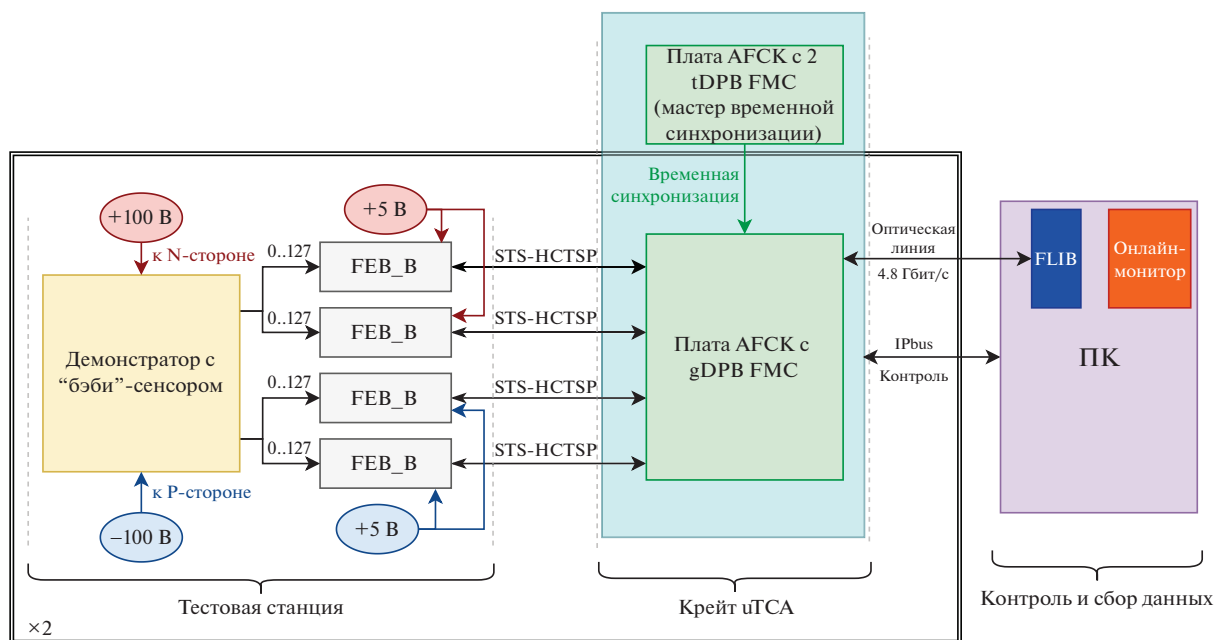 Плата AFCK с 2
tDPB FMC
(мастер временной
синхронизации)
Временная
синхронизация
+100 В
к N-стороне
+5 В
0..127
FEB_B
STS-HCTSP
0..127
FEB_B
STS-HCTSP
Демонстратор с
“бэби”-сенсором
0..127
FEB_B
STS-HCTSP
0..127
FEB_B
STS-HCTSP
к P-стороне
−100 В
+5 В
Плата AFCK с
gDPB FMC
Оптическая
линия
4.8 Гбит/с
IPbus
Контроль
FLIB
Онлайн-
монитор
ПК
Тестовая станция
Крейт uTCA
Контроль и сбор данных
×2